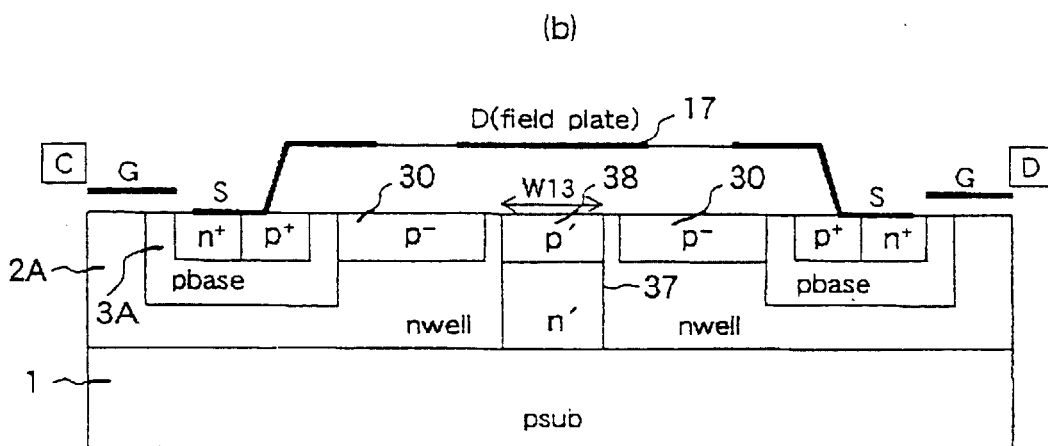 (b)
D(field plate) 17
C G S 30 W13 38 30 S G D
n+ p+ p- p′ p- p+ n+
2A 3A pbase 37 pbase
nwell n′ nwell
1 psub